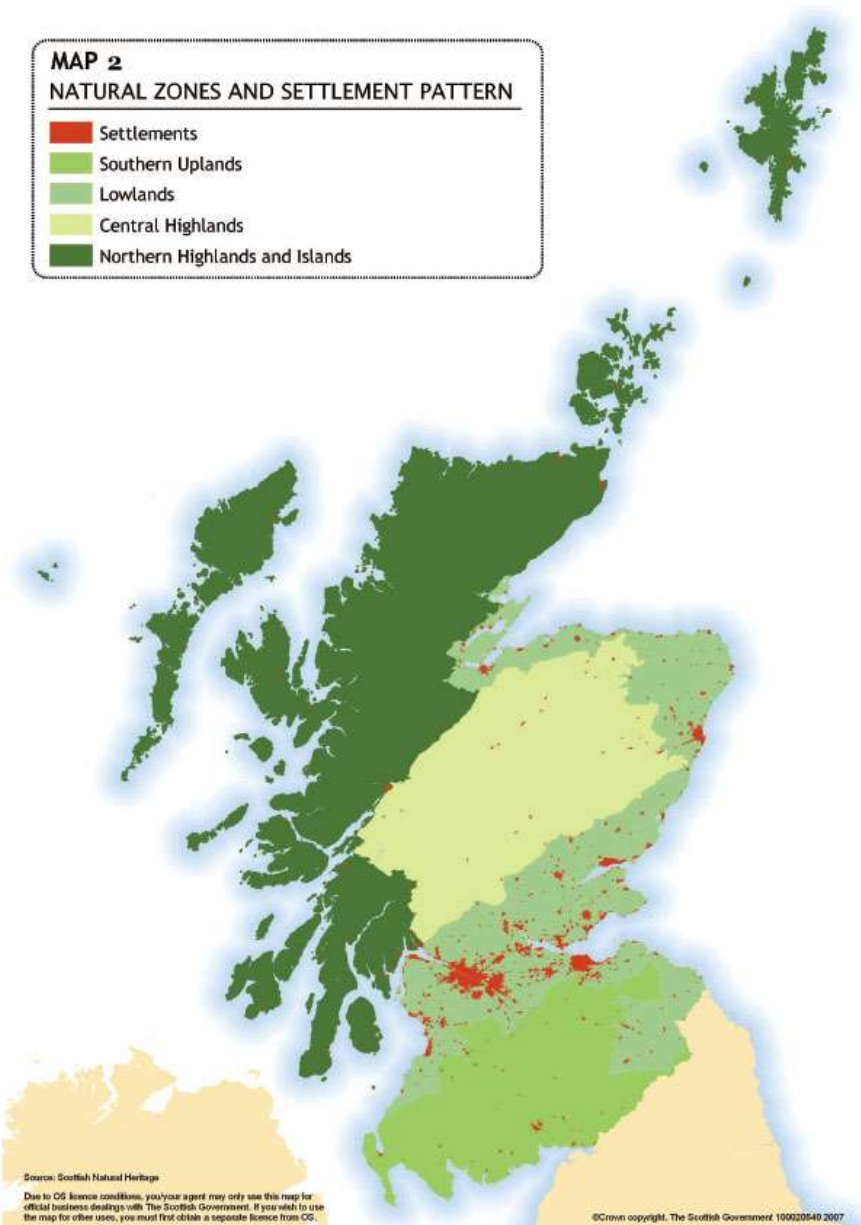 MAP 2
NATURAL ZONES AND SETTLEMENT PATTERN
Settlements
Southern Uplands
Lowlands
Central Highlands
Northern Highlands and Islands
Source: Scottish Natural Heritage
Due to OS licence conditions, you/your agent may only use this map for
official business dealings with The Scottish Government. If you wish to use
the map for other uses, you must first obtain a separate licence from OS.
©Crown copyright. The Scottish Government 100020540 2007